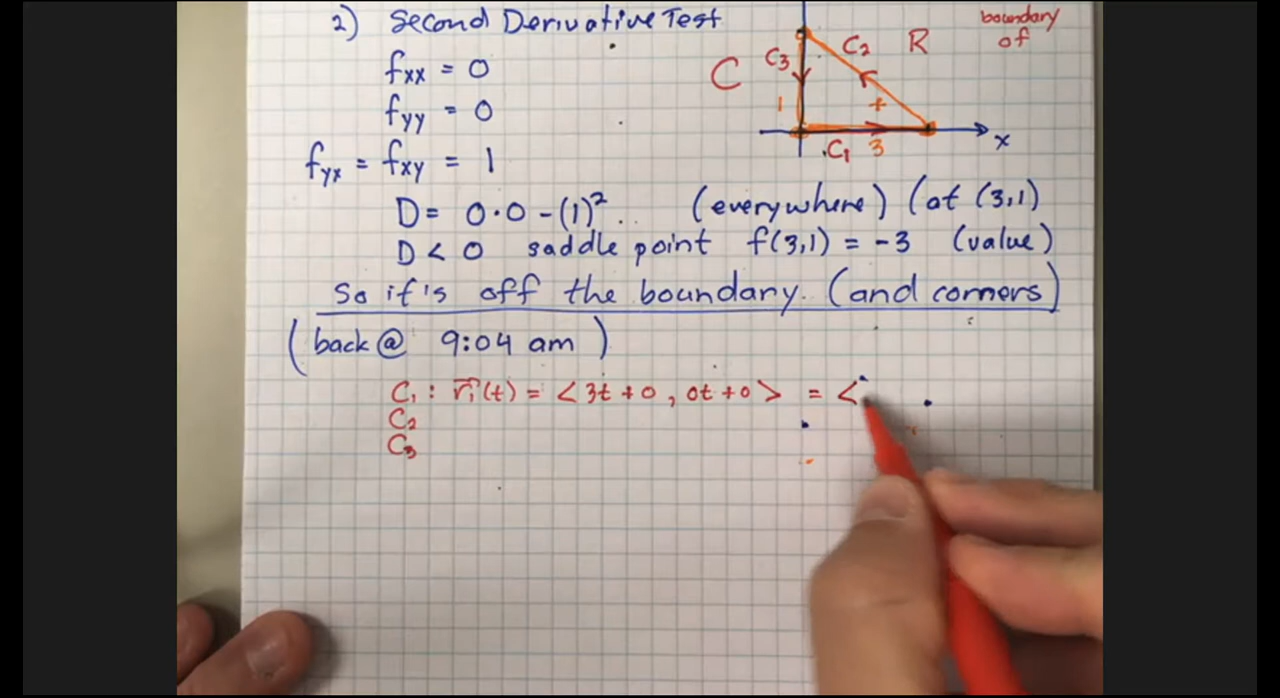 2) Second Derivative Test
boundary of
fxx = 0
C3 C2 R
C
fyy = 0
1 +
fyx = fxy = 1
C1 3 x
D = 0·0 - (1)². (everywhere) (at (3,1)
D < 0 saddle point f(3,1) = -3 (value)
So it's off the boundary. (and corners)
(back @ 9:04 am)
C1 : r⃗1(t) = <3t+0, 0t+0> = <
C2
C3